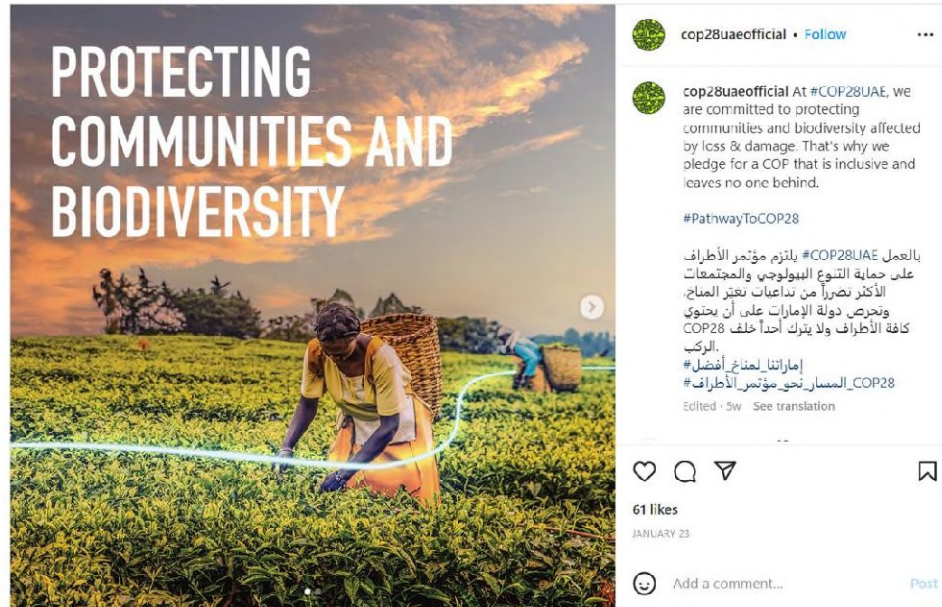 PROTECTING
COMMUNITIES AND
BIODIVERSITY
cop28uaeofficial • Follow
cop28uaeofficial At #COP28UAE, we
are committed to protecting
communities and biodiversity affected
by loss & damage. That's why we
pledge for a COP that is inclusive and
leaves no one behind.
#PathwayToCOP28
بالعمل COP28UAE# يلتزم مؤتمر الأطراف
على حماية التنوع البيولوجي والمجتمعات
الأكثر تضرراً من تداعيات تغيّر المناخ،
وتحرص دولة الإمارات على أن يحتوي
COP28 كافة الأطراف ولا يترك أحداً خلف
الركب.
#إماراتنا_لمناخ_أفضل
#المسار_نحو_مؤتمر_الأطراف_COP28
Edited · 5w See translation
61 likes
JANUARY 23
Add a comment...
Post